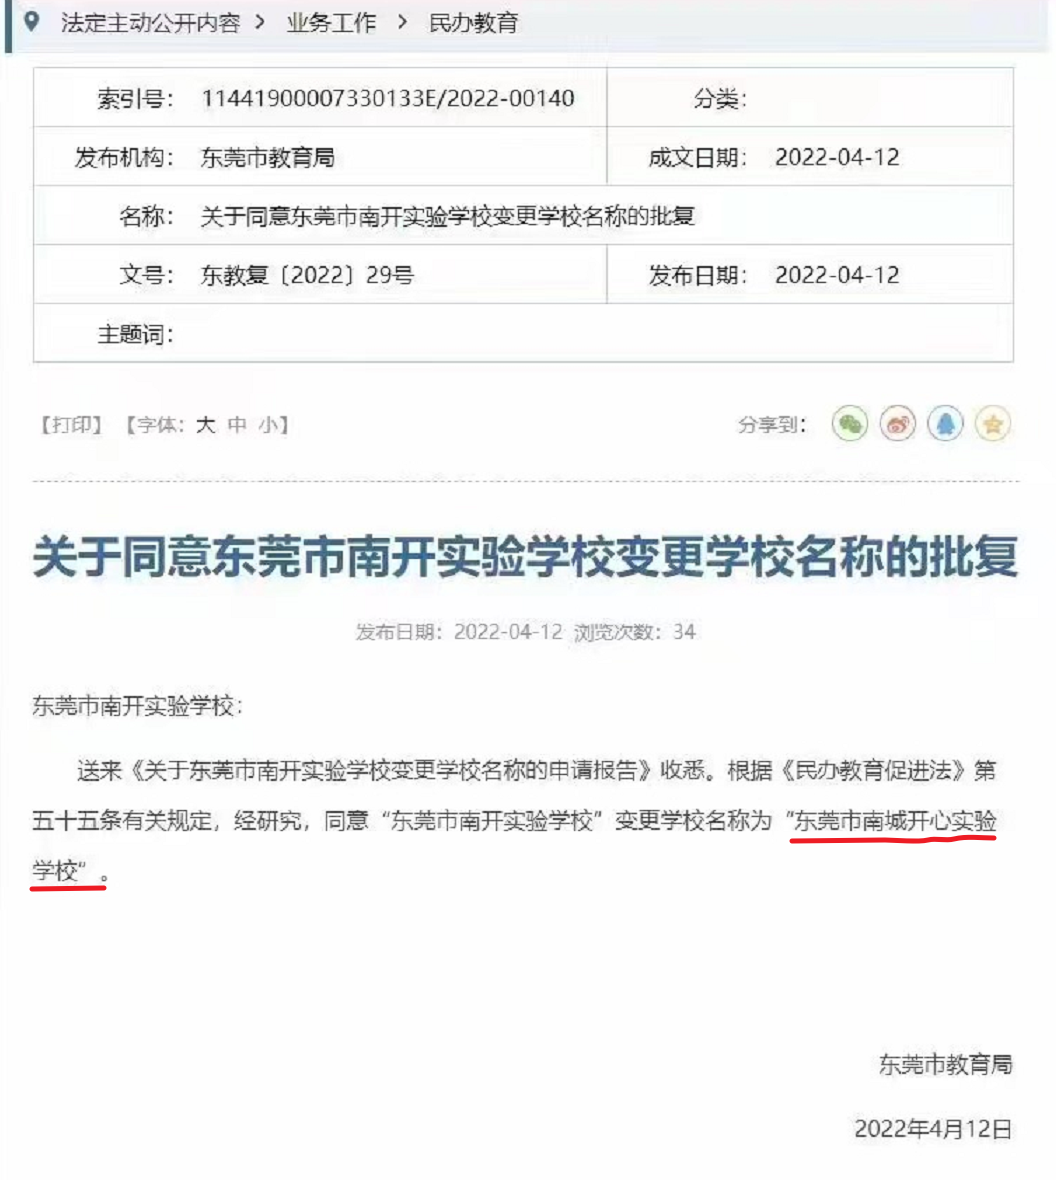 法定主动公开内容 > 业务工作 > 民办教育
索引号： 11441900007330133E/2022-00140 分类：
发布机构： 东莞市教育局 成文日期： 2022-04-12
名称： 关于同意东莞市南开实验学校变更学校名称的批复
文号： 东教复〔2022〕29号 发布日期： 2022-04-12
主题词：
【打印】 【字体：大 中 小】 分享到：
关于同意东莞市南开实验学校变更学校名称的批复
发布日期：2022-04-12 浏览次数：34
东莞市南开实验学校：
送来《关于东莞市南开实验学校变更学校名称的申请报告》收悉。根据《民办教育促进法》第
五十五条有关规定，经研究，同意“东莞市南开实验学校”变更学校名称为“东莞市南城开心实验
学校”。
东莞市教育局
2022年4月12日